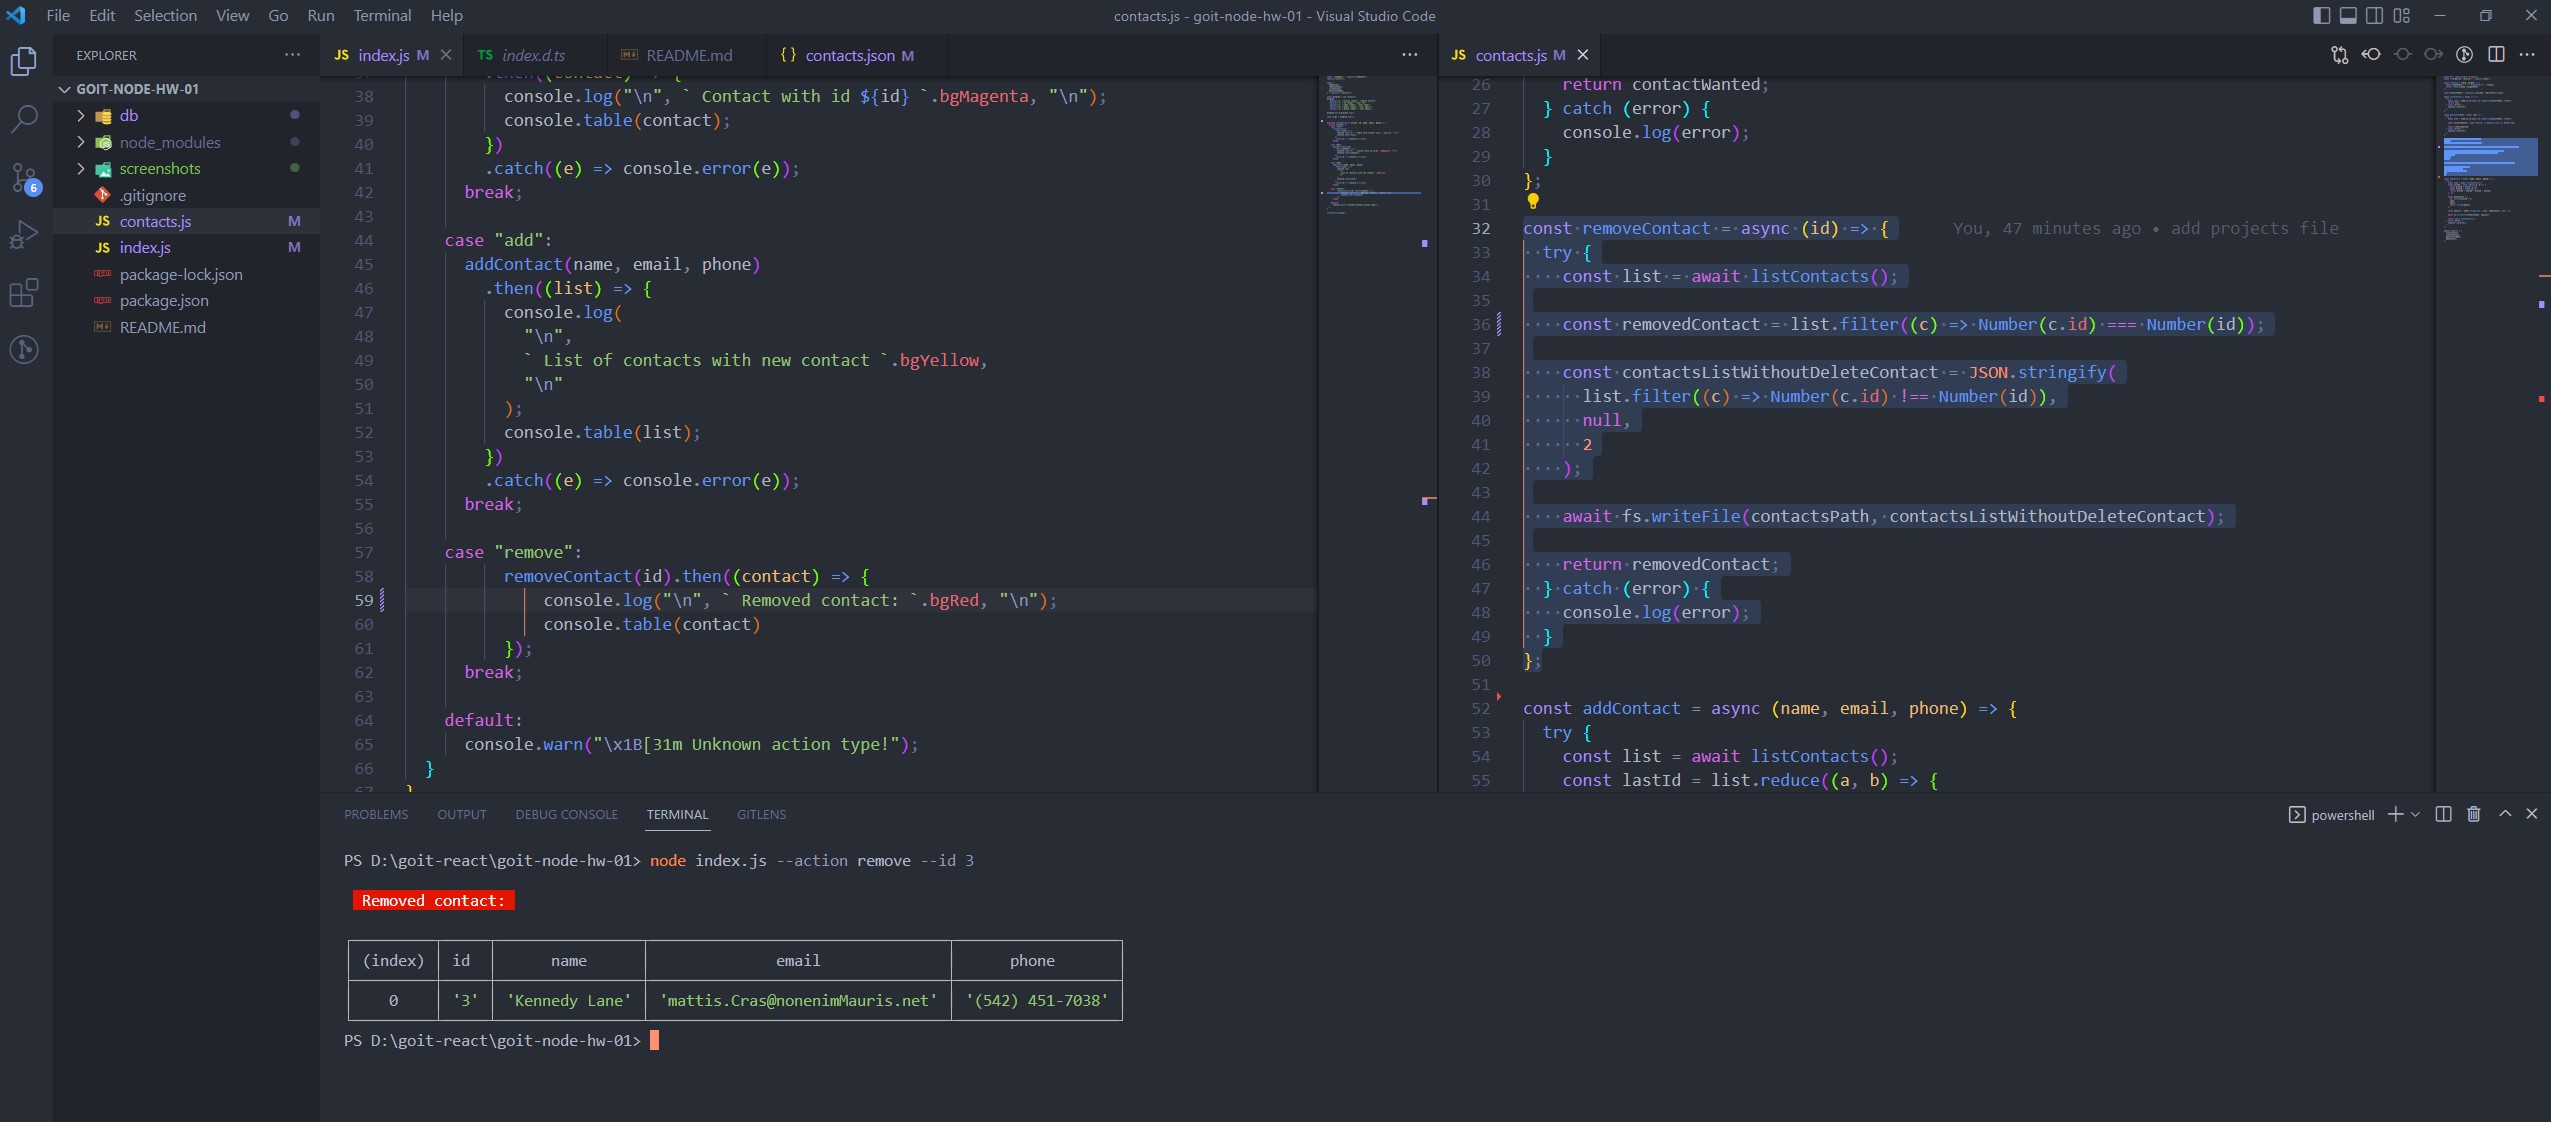 File Edit Selection View Go Run Terminal Help
contacts.js - goit-node-hw-01 - Visual Studio Code
EXPLORER
GOIT-NODE-HW-01
db
node_modules
screenshots
.gitignore
contacts.js M
index.js M
package-lock.json
package.json
README.md
6
JS index.js M
TS index.d.ts
README.md
{} contacts.json M
38 console.log("\n", ` Contact with id ${id} `.bgMagenta, "\n");
39 console.table(contact);
40 })
41 .catch((e) => console.error(e));
42 break;
43
44 case "add":
45 addContact(name, email, phone)
46 .then((list) => {
47 console.log(
48 "\n",
49 ` List of contacts with new contact `.bgYellow,
50 "\n"
51 );
52 console.table(list);
53 })
54 .catch((e) => console.error(e));
55 break;
56
57 case "remove":
58 removeContact(id).then((contact) => {
59 console.log("\n", ` Removed contact: `.bgRed, "\n");
60 console.table(contact)
61 });
62 break;
63
64 default:
65 console.warn("\x1B[31m Unknown action type!");
66 }
67 }
JS contacts.js M
26 return contactWanted;
27 } catch (error) {
28 console.log(error);
29 }
30 };
31
32 const removeContact = async (id) => { You, 47 minutes ago • add projects file
33 try {
34 const list = await listContacts();
35
36 const removedContact = list.filter((c) => Number(c.id) === Number(id));
37
38 const contactsListWithoutDeleteContact = JSON.stringify(
39 list.filter((c) => Number(c.id) !== Number(id)),
40 null,
41 2
42 );
43
44 await fs.writeFile(contactsPath, contactsListWithoutDeleteContact);
45
46 return removedContact;
47 } catch (error) {
48 console.log(error);
49 }
50 };
51
52 const addContact = async (name, email, phone) => {
53 try {
54 const list = await listContacts();
55 const lastId = list.reduce((a, b) => {
PROBLEMS OUTPUT DEBUG CONSOLE TERMINAL GITLENS
powershell
PS D:\goit-react\goit-node-hw-01> node index.js --action remove --id 3
Removed contact:
(index) id name email phone
0 '3' 'Kennedy Lane' 'mattis.Cras@nonenimMauris.net' '(542) 451-7038'
PS D:\goit-react\goit-node-hw-01>